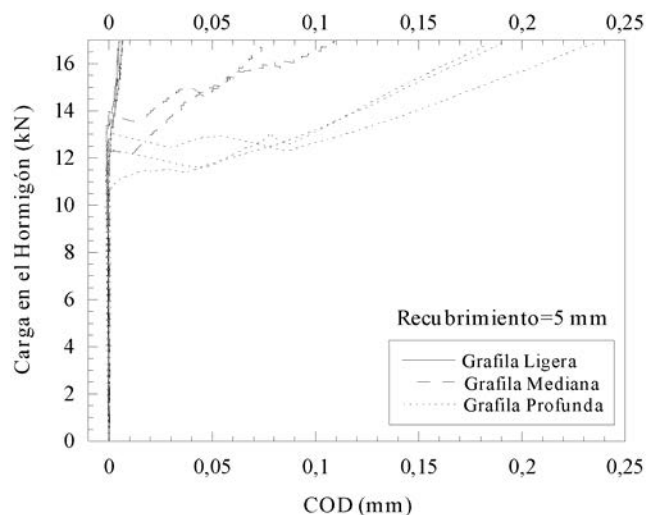 0 0,05 0,1 0,15 0,2 0,25
16
14
12
10
8
6
4
2
0
Carga en el Hormigón (kN)
Recubrimiento=5 mm
Grafila Ligera
Grafila Mediana
Grafila Profunda
0 0,05 0,1 0,15 0,2 0,25
COD (mm)